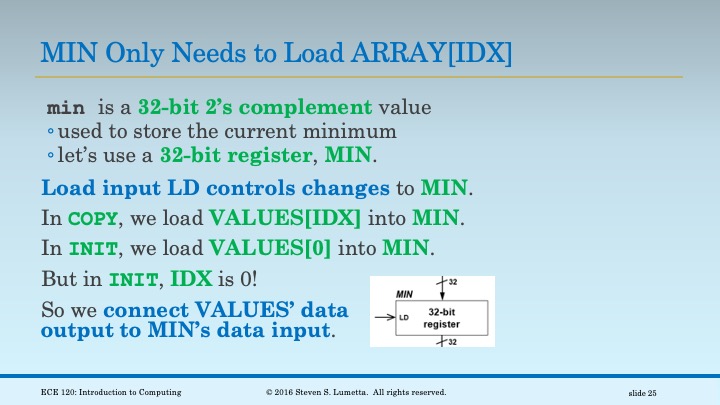 MIN Only Needs to Load ARRAY[IDX]
min is a 32-bit 2’s complement value
◦used to store the current minimum
◦let’s use a 32-bit register, MIN.
Load input LD controls changes to MIN.
In COPY, we load VALUES[IDX] into MIN.
In INIT, we load VALUES[0] into MIN.
But in INIT, IDX is 0!
So we connect VALUES’ data
output to MIN’s data input.
32
MIN
LD
32-bit
register
32
ECE 120: Introduction to Computing
© 2016 Steven S. Lumetta. All rights reserved.
slide 25